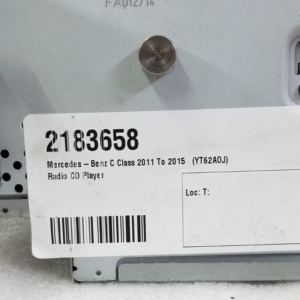 FA012714
2183658
Mercedes - Benz C Class 2011 To 2015 (YT62AOJ)
Radio CD Player
Loc: T: